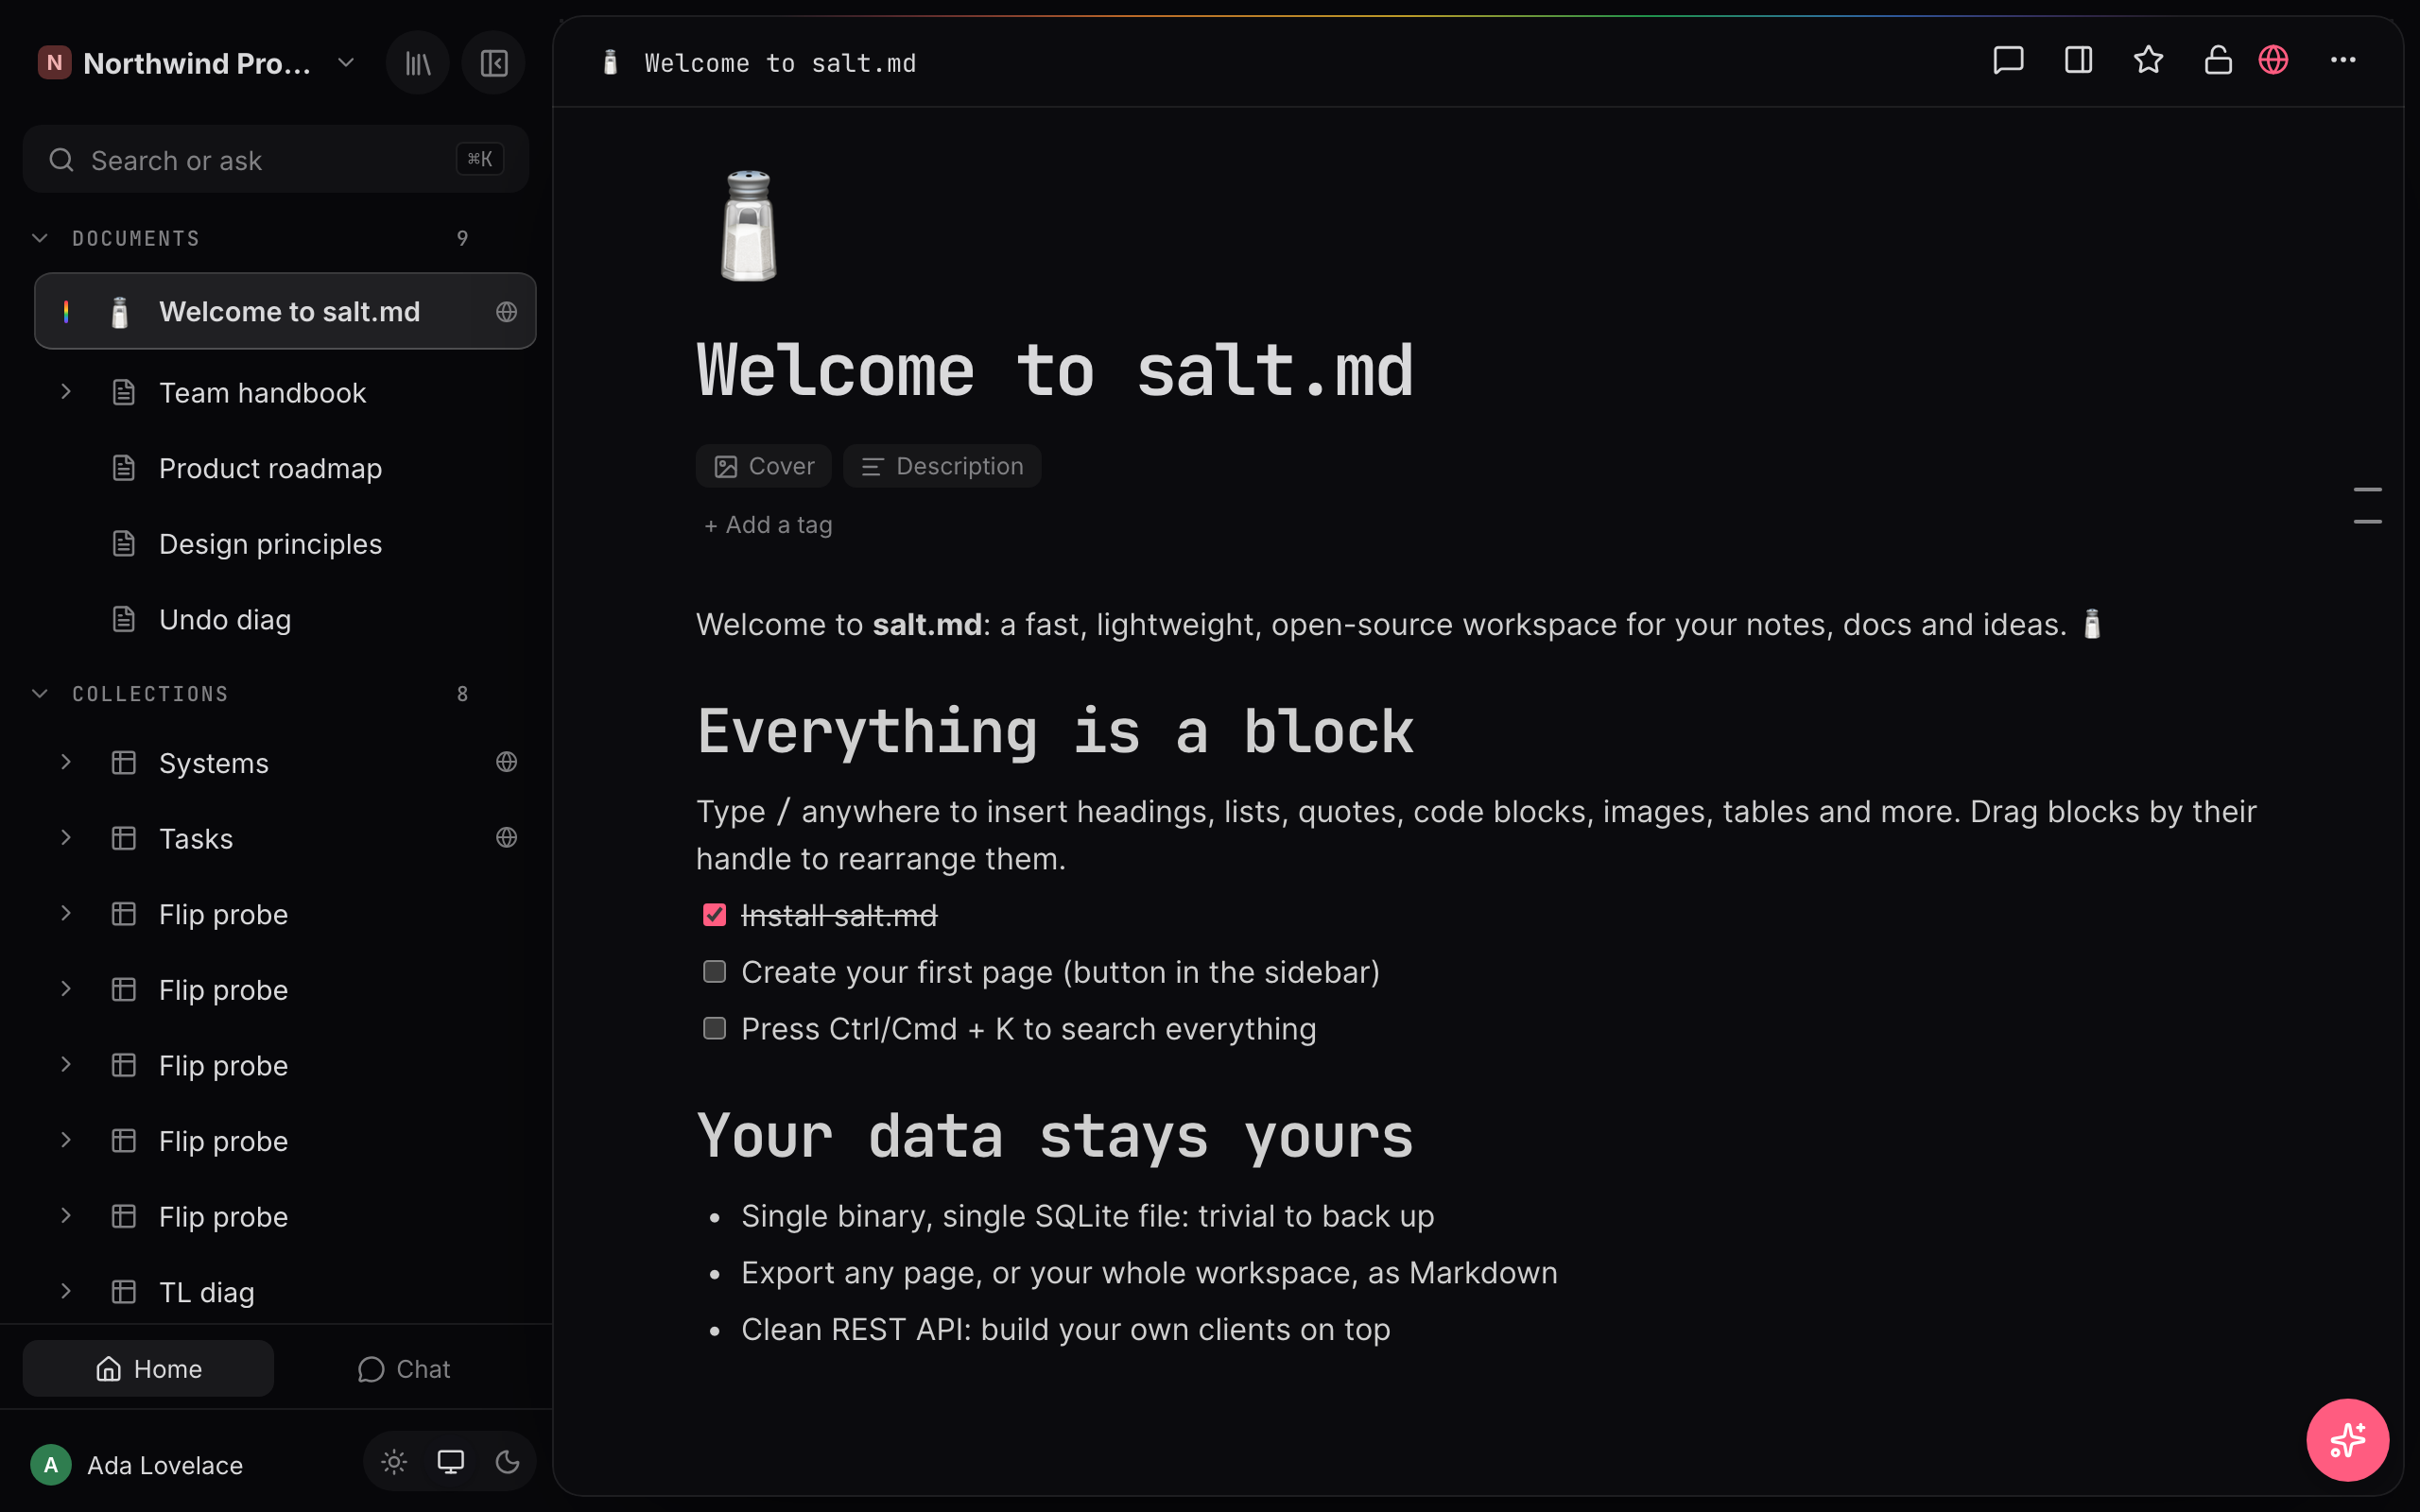 N Northwind Pro...
Search or ask ⌘K
DOCUMENTS 9
Welcome to salt.md
Team handbook
Product roadmap
Design principles
Undo diag
COLLECTIONS 8
Systems
Tasks
Flip probe
Flip probe
Flip probe
Flip probe
Flip probe
TL diag
Home Chat
A Ada Lovelace
Welcome to salt.md
Welcome to salt.md
Cover Description
+ Add a tag
Welcome to salt.md: a fast, lightweight, open-source workspace for your notes, docs and ideas.
Everything is a block
Type / anywhere to insert headings, lists, quotes, code blocks, images, tables and more. Drag blocks by their
handle to rearrange them.
Install salt.md
Create your first page (button in the sidebar)
Press Ctrl/Cmd + K to search everything
Your data stays yours
• Single binary, single SQLite file: trivial to back up
• Export any page, or your whole workspace, as Markdown
• Clean REST API: build your own clients on top